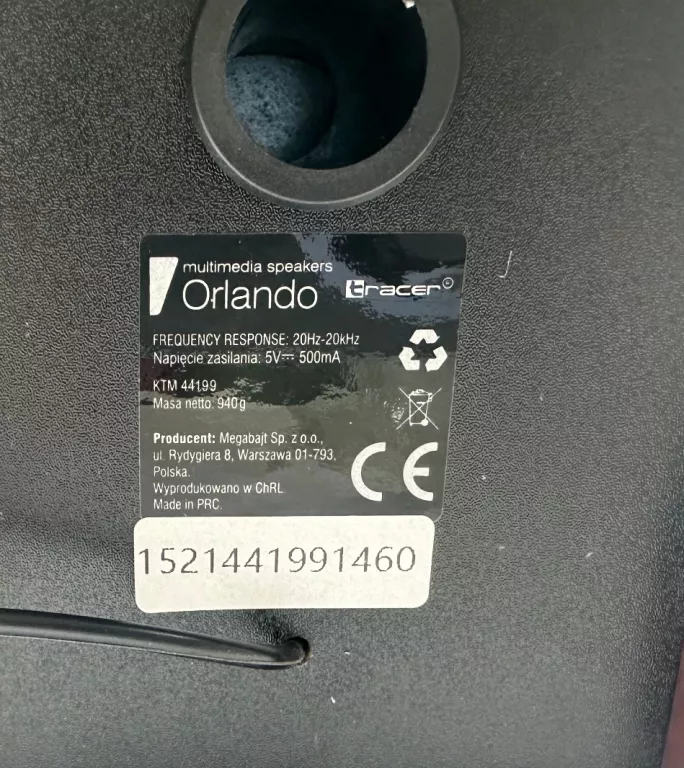 multimedia speakers
Orlando tracer®
FREQUENCY RESPONSE: 20Hz-20kHz
Napięcie zasilania: 5V⎓ 500mA
KTM 44199
Masa netto: 940g
Producent: Megabajt Sp. z o.o.,
ul. Rydygiera 8, Warszawa 01-793,
Polska.
Wyprodukowano w ChRL
Made in PRC.
CE
1521441991460